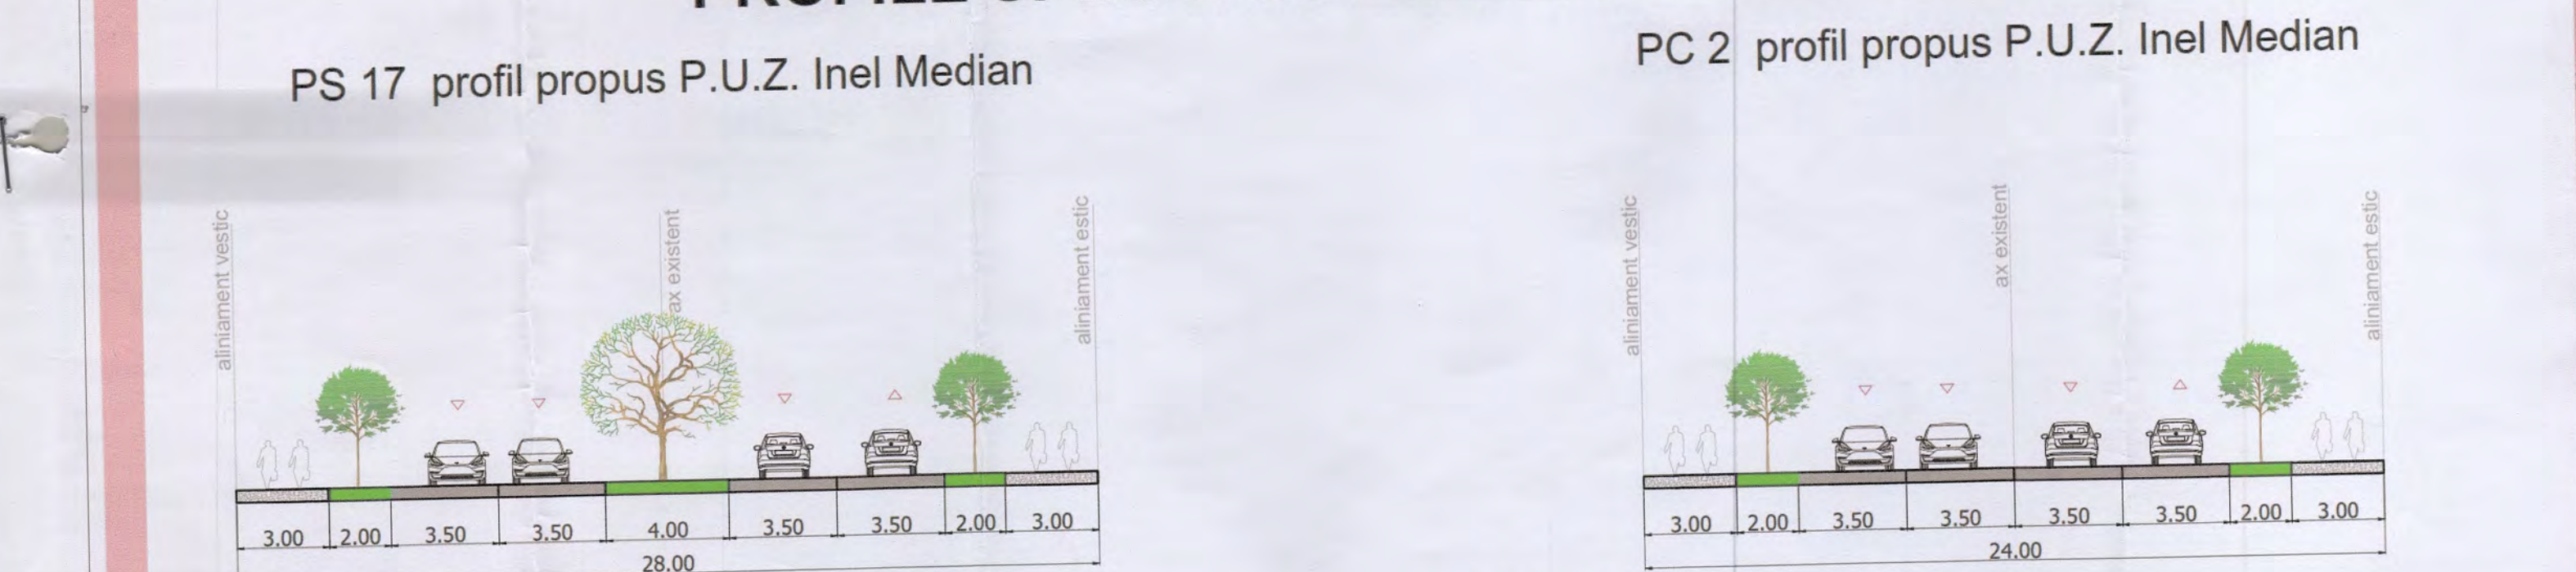 PS 17 profil propus P.U.Z. Inel Median
aliniament vestic
ax existent
aliniament estic
3.00 2.00 3.50 3.50 4.00 3.50 3.50 2.00 3.00
28.00
PC 2 profil propus P.U.Z. Inel Median
aliniament vestic
ax existent
aliniament estic
3.00 2.00 3.50 3.50 3.50 3.50 2.00 3.00
24.00